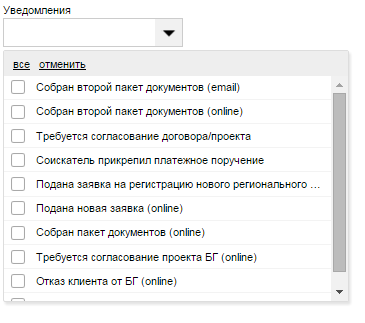 Уведомления
все отменить
Собран второй пакет документов (email)
Собран второй пакет документов (online)
Требуется согласование договора/проекта
Соискатель прикрепил платежное поручение
Подана заявка на регистрацию нового регионального ...
Подана новая заявка (online)
Собран пакет документов (online)
Требуется согласование проекта БГ (online)
Отказ клиента от БГ (online)